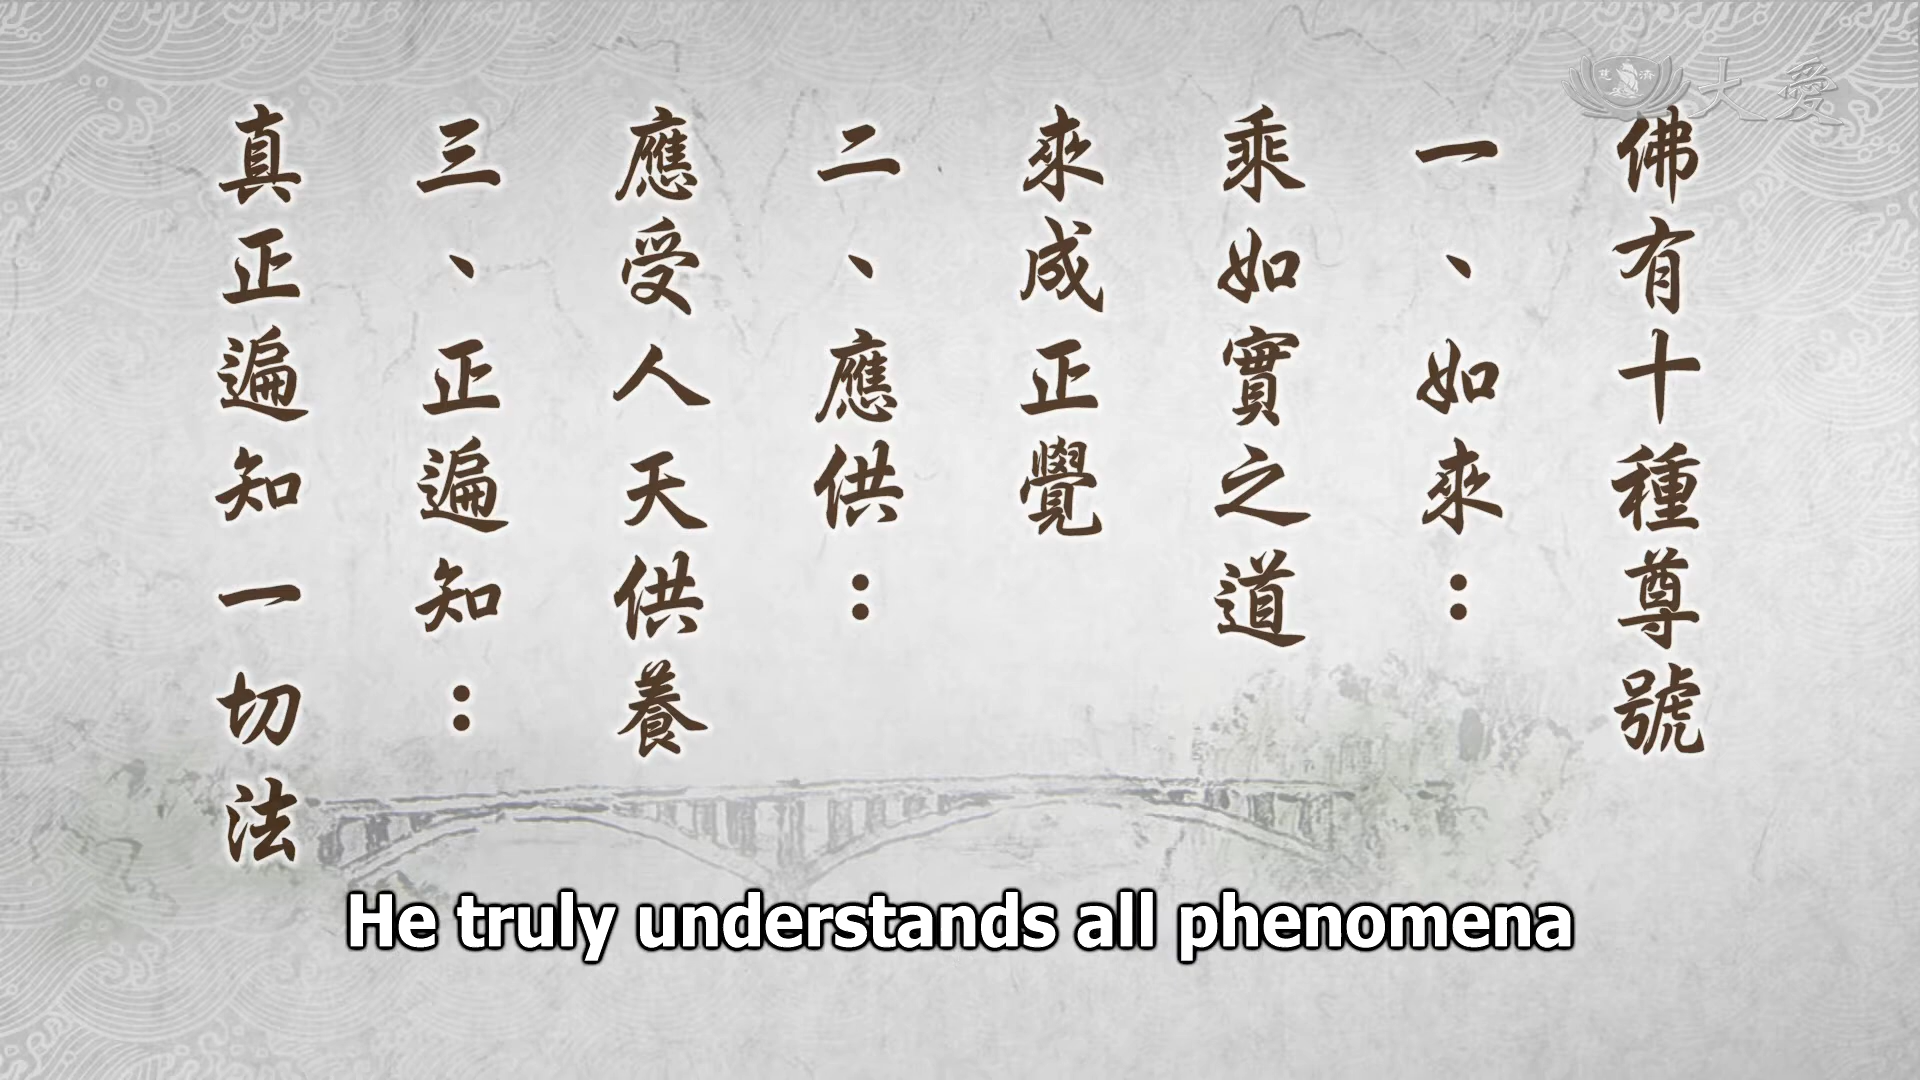 佛有十種尊號
一、如來：
乘如實之道
來成正覺
二、應供：
應受人天供養
三、正遍知：
真正遍知一切法
大愛
慈濟
He truly understands all phenomena